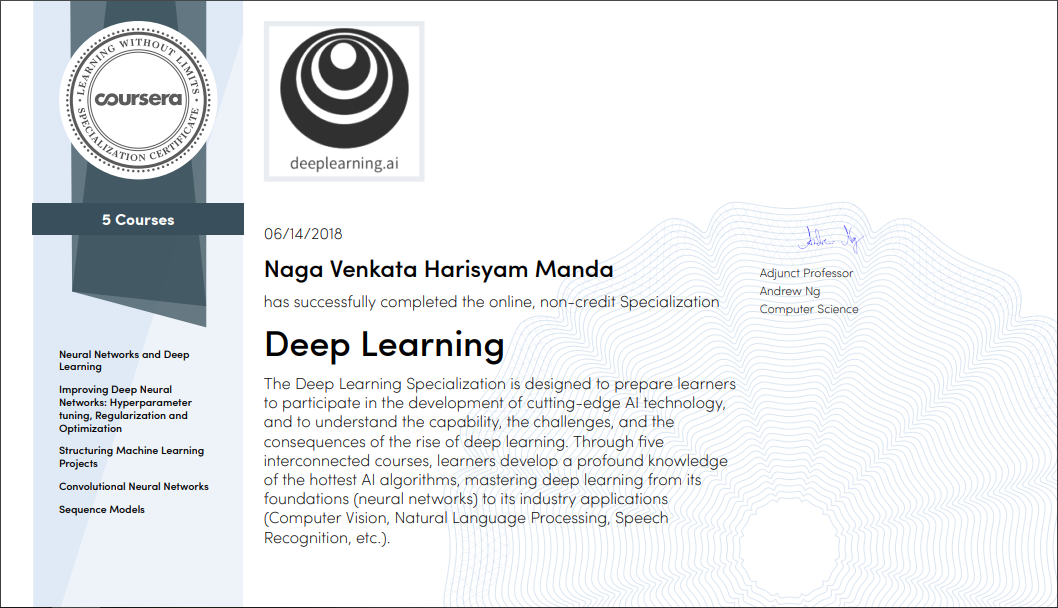 LEARNING WITHOUT LIMITS
coursera
SPECIALIZATION CERTIFICATE
5 Courses
Neural Networks and Deep
Learning
Improving Deep Neural
Networks: Hyperparameter
tuning, Regularization and
Optimization
Structuring Machine Learning
Projects
Convolutional Neural Networks
Sequence Models
deeplearning.ai
06/14/2018
Naga Venkata Harisyam Manda
has successfully completed the online, non-credit Specialization
Deep Learning
The Deep Learning Specialization is designed to prepare learners
to participate in the development of cutting-edge AI technology,
and to understand the capability, the challenges, and the
consequences of the rise of deep learning. Through five
interconnected courses, learners develop a profound knowledge
of the hottest AI algorithms, mastering deep learning from its
foundations (neural networks) to its industry applications
(Computer Vision, Natural Language Processing, Speech
Recognition, etc.).
Andrew Ng
Adjunct Professor
Andrew Ng
Computer Science